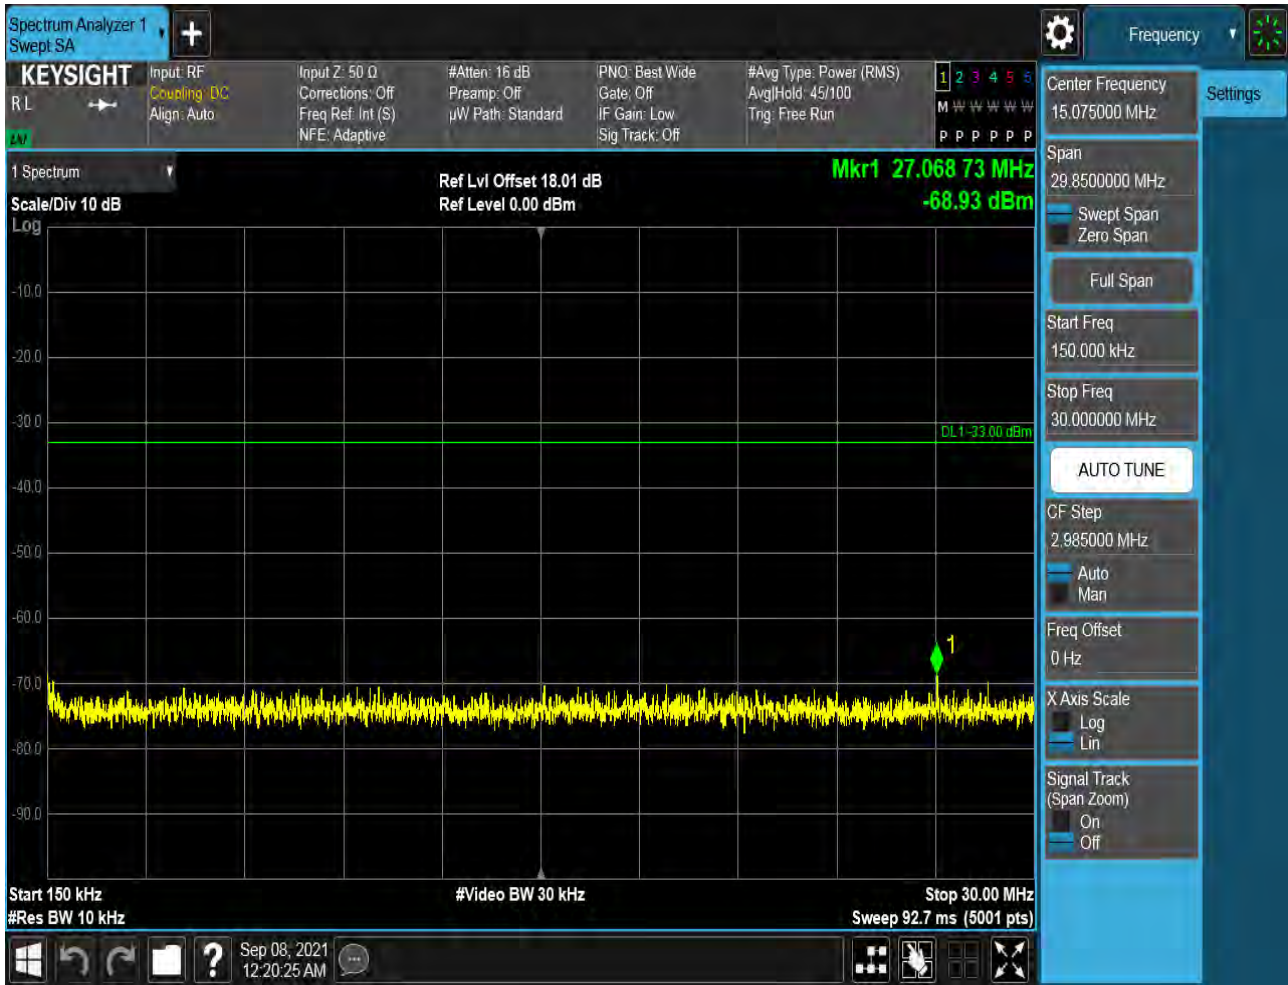 Spectrum Analyzer 1
Swept SA
+
Frequency
KEYSIGHT
R L
LNI
Input: RF
Coupling: DC
Align: Auto
Input Z: 50 Ω
Corrections: Off
Freq Ref: Int (S)
NFE: Adaptive
#Atten: 16 dB
Preamp: Off
µW Path: Standard
PNO: Best Wide
Gate: Off
IF Gain: Low
Sig Track: Off
#Avg Type: Power (RMS)
Avg|Hold: 45/100
Trig: Free Run
1 2 3 4 5 6
M W W W W W
P P P P P P
1 Spectrum
Scale/Div 10 dB
Log
Ref Lvl Offset 18.01 dB
Ref Level 0.00 dBm
Mkr1 27.068 73 MHz
-68.93 dBm
-10.0
-20.0
-30.0
DL1 -33.00 dBm
-40.0
-50.0
-60.0
1
-70.0
-80.0
-90.0
Start 150 kHz
#Res BW 10 kHz
#Video BW 30 kHz
Stop 30.00 MHz
Sweep 92.7 ms (5001 pts)
Center Frequency
15.075000 MHz
Settings
Span
29.8500000 MHz
Swept Span
Zero Span
Full Span
Start Freq
150.000 kHz
Stop Freq
30.000000 MHz
AUTO TUNE
CF Step
2.985000 MHz
Auto
Man
Freq Offset
0 Hz
X Axis Scale
Log
Lin
Signal Track
(Span Zoom)
On
Off
?
Sep 08, 2021
12:20:25 AM